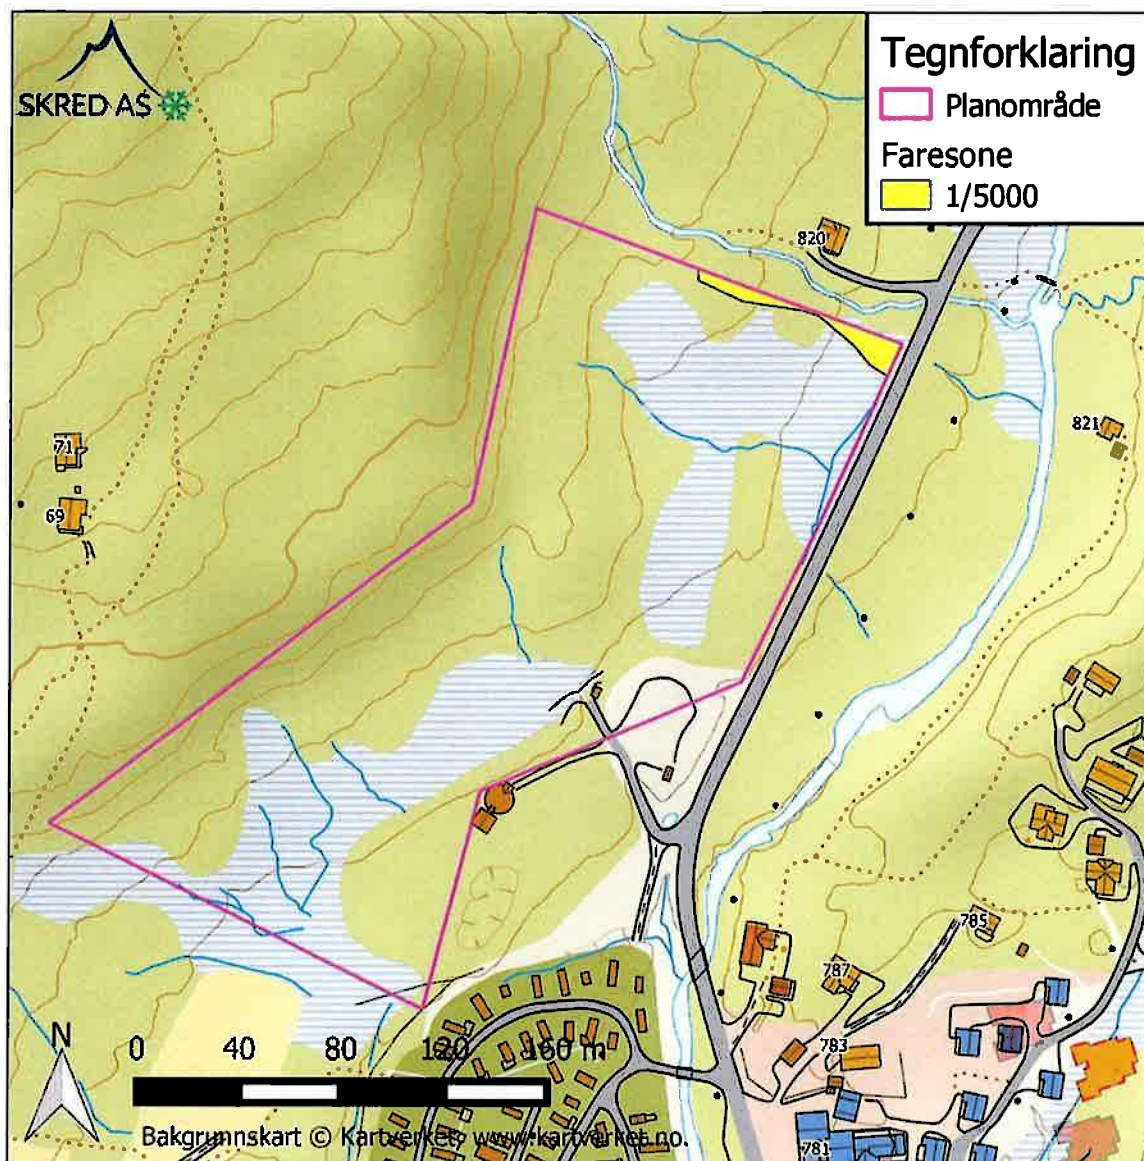 SKRED AS
Tegnforklaring
Planområde
Faresone
1/5000
820
71
69
821
785
787
783
781
N
0 40 80 120 160 m
Bakgrunnskart © Kartverket, www.kartverket.no.